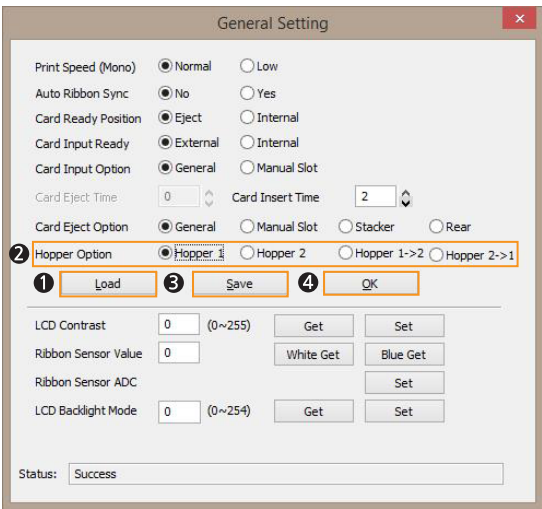 General Setting
Print Speed (Mono) Normal Low
Auto Ribbon Sync No Yes
Card Ready Position Eject Internal
Card Input Ready External Internal
Card Input Option General Manual Slot
Card Eject Time 0 Card Insert Time 2
Card Eject Option General Manual Slot Stacker Rear
2 Hopper Option Hopper 1 Hopper 2 Hopper 1->2 Hopper 2->1
1 Load 3 Save 4 OK
LCD Contrast 0 (0~255) Get Set
Ribbon Sensor Value 0 White Get Blue Get
Ribbon Sensor ADC Set
LCD Backlight Mode 0 (0~254) Get Set
Status: Success